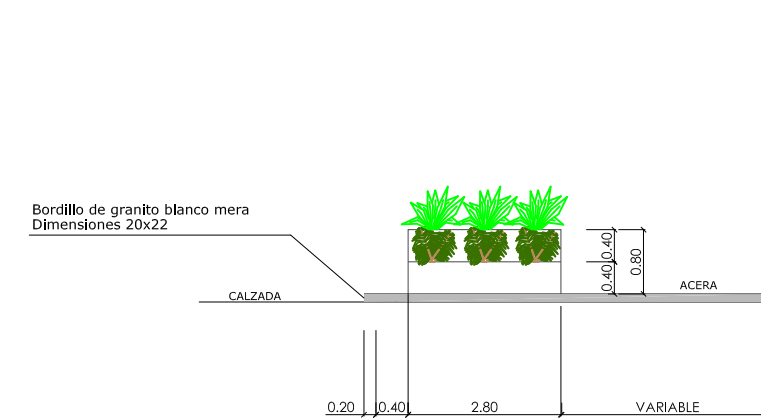 Bordillo de granito blanco mera
Dimensiones 20x22
0.40
0.80
0.40
ACERA
CALZADA
0.20
0.40
2.80
VARIABLE